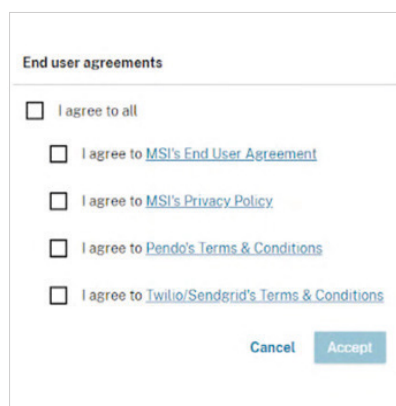 End user agreements
I agree to all
I agree to MSI's End User Agreement
I agree to MSI's Privacy Policy
I agree to Pendo's Terms & Conditions
I agree to Twilio/Sendgrid's Terms & Conditions
Cancel Accept